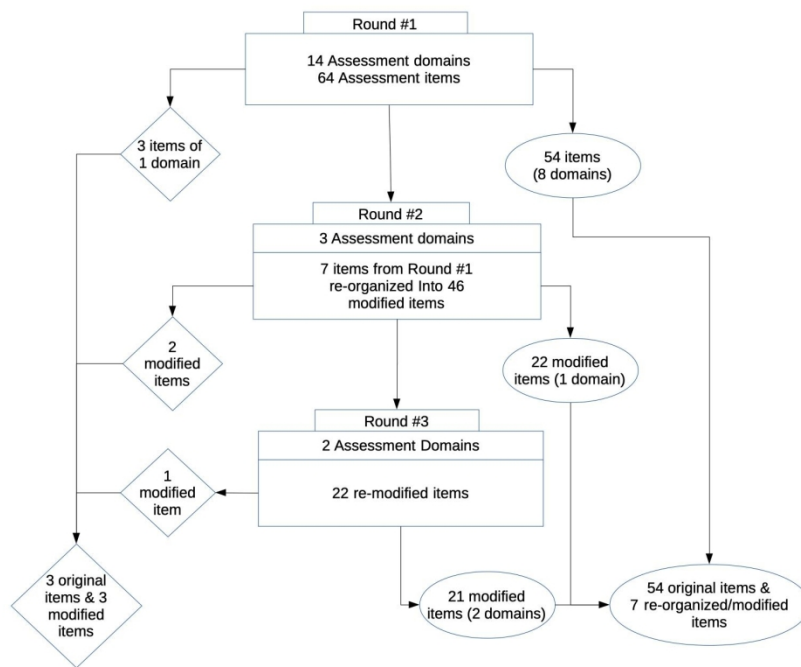 Round #1
14 Assessment domains
64 Assessment items
3 items of
1 domain
54 items
(8 domains)
Round #2
3 Assessment domains
7 items from Round #1
re-organized Into 46
modified items
2
modified
items
22 modified
items (1 domain)
Round #3
2 Assessment Domains
22 re-modified items
1
modified
item
3 original
items & 3
modified
items
21 modified
items (2 domains)
54 original items &
7 re-organized/modified
items